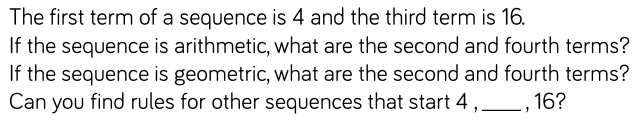 The first term of a sequence is 4 and the third term is 16.
If the sequence is arithmetic, what are the second and fourth terms?
If the sequence is geometric, what are the second and fourth terms?
Can you find rules for other sequences that start 4 , ____ , 16?